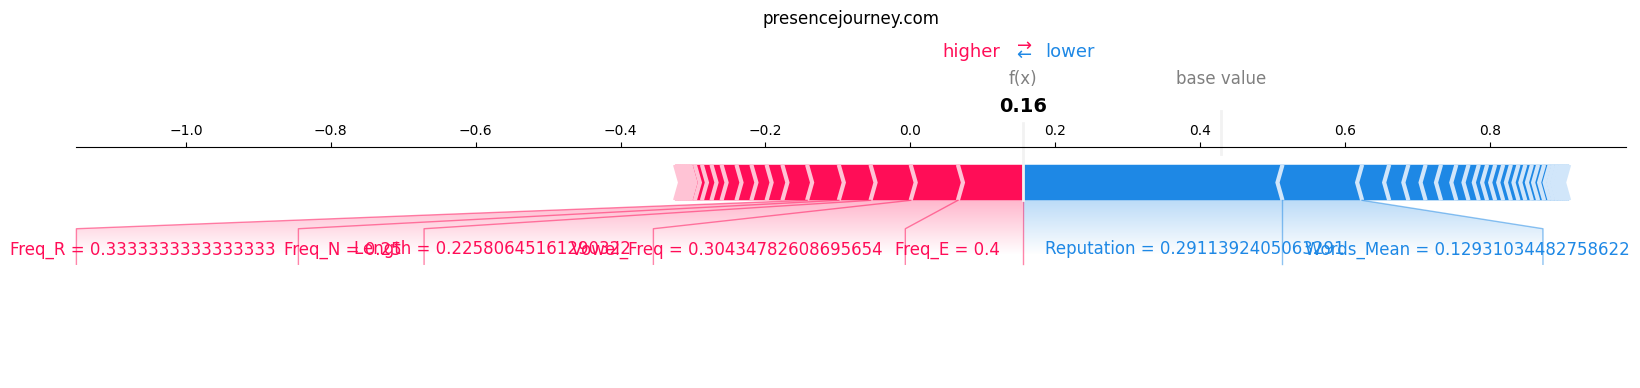 presencejourney.com
higher → ← lower
f(x) base value
0.16
−1.0 −0.8 −0.6 −0.4 −0.2 0.0 0.2 0.4 0.6 0.8
Freq_R = 0.3333333333333333 Freq_N = 0.25 Length = 0.22580645161290322 Vowel_Freq = 0.30434782608695654 Freq_E = 0.4 Reputation = 0.2911392405063291 Words_Mean = 0.12931034482758622